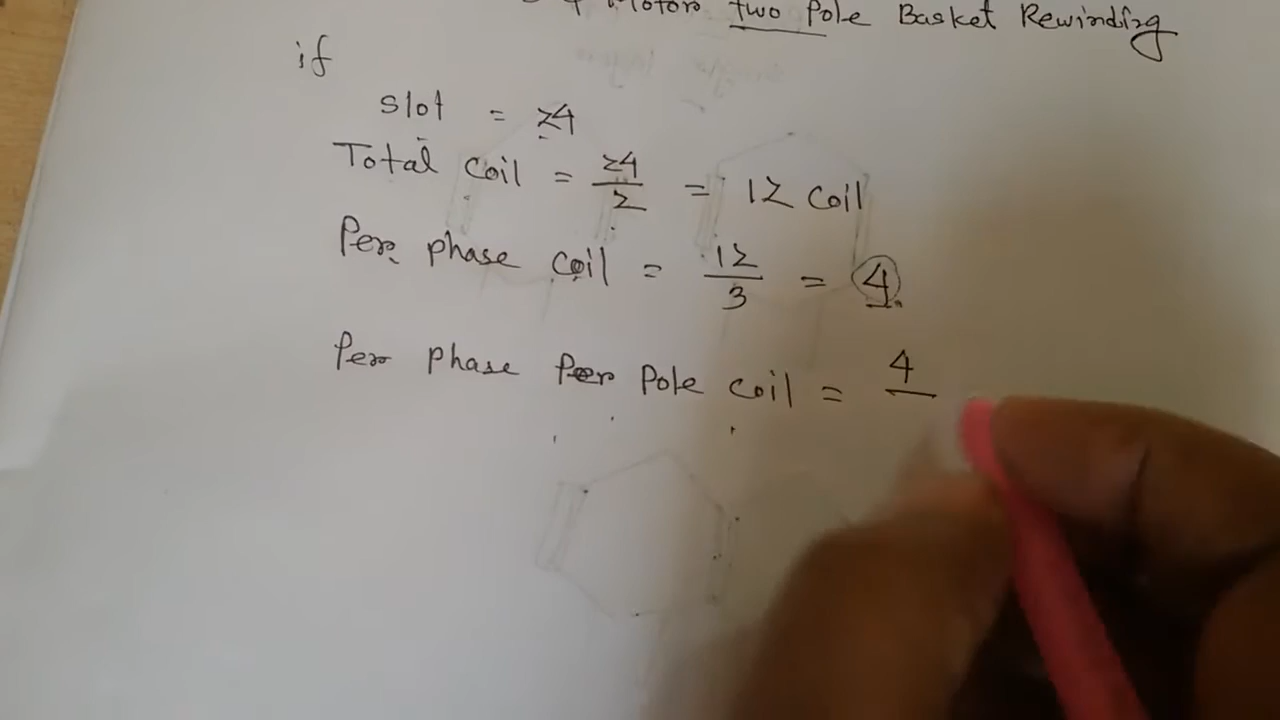 Motors two Pole Basket Rewinding
if
slot = 24
Total coil = 24/2 = 12 coil
Per phase coil = 12/3 = 4
Per phase Per Pole coil = 4